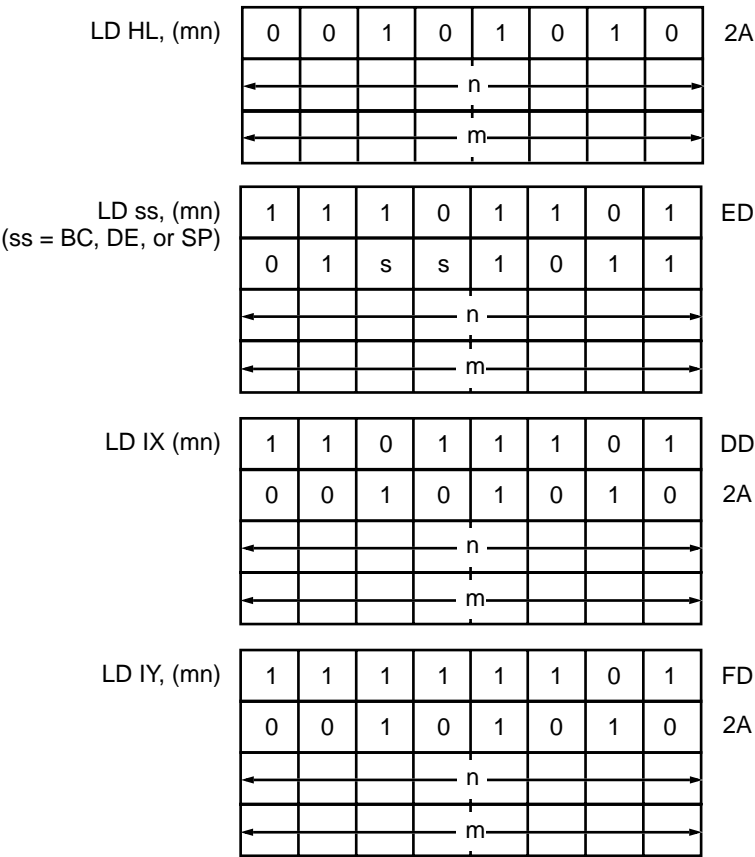 LD HL, (mn) 0 0 1 0 1 0 1 0 2A
n
m
LD ss, (mn) 1 1 1 0 1 1 0 1 ED
(ss = BC, DE, or SP) 0 1 s s 1 0 1 1
n
m
LD IX (mn) 1 1 0 1 1 1 0 1 DD
0 0 1 0 1 0 1 0 2A
n
m
LD IY, (mn) 1 1 1 1 1 1 0 1 FD
0 0 1 0 1 0 1 0 2A
n
m